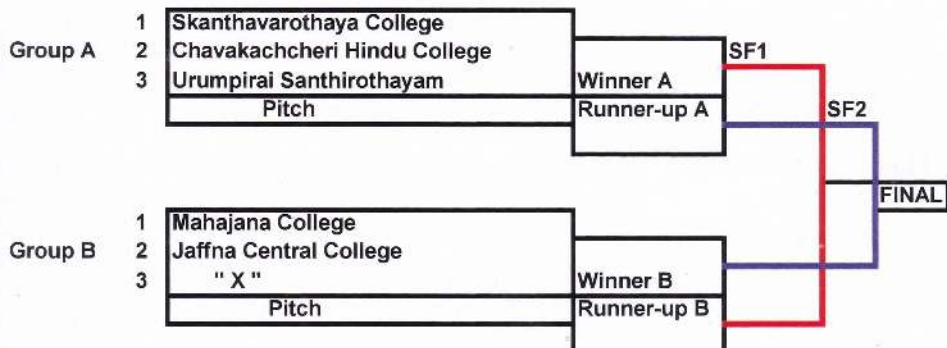 1 Skanthavarothaya College
Group A 2 Chavakachcheri Hindu College SF1
3 Urumpirai Santhirothayam Winner A
Pitch Runner-up A SF2
FINAL
1 Mahajana College
Group B 2 Jaffna Central College
3 " X " Winner B
Pitch Runner-up B